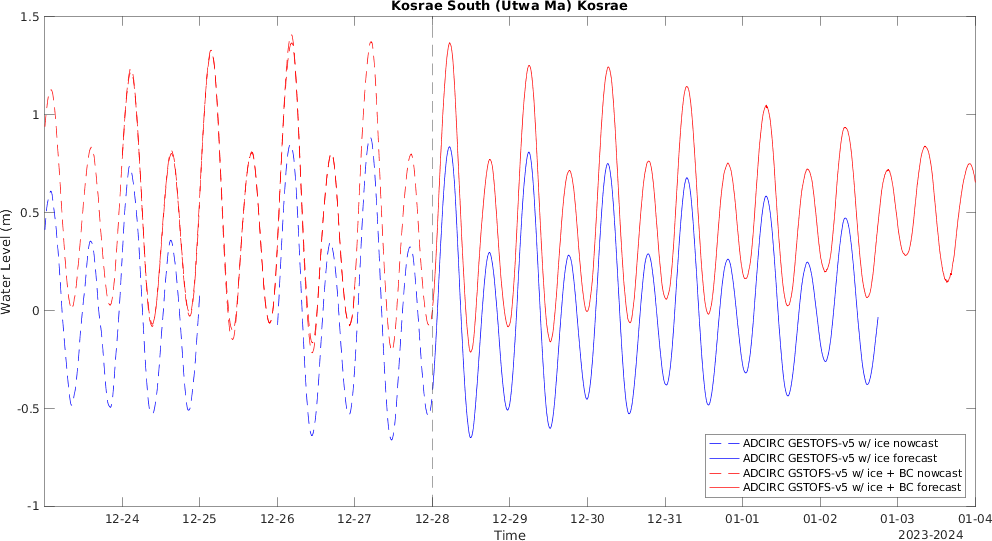 Kosrae South (Utwa Ma) Kosrae
1.5
1
0.5
0
-0.5
-1
Water Level (m)
ADCIRC GESTOFS-v5 w/ ice nowcast
ADCIRC GESTOFS-v5 w/ ice forecast
ADCIRC GSTOFS-v5 w/ ice + BC nowcast
ADCIRC GSTOFS-v5 w/ ice + BC forecast
12-24 12-25 12-26 12-27 12-28 12-29 12-30 12-31 01-01 01-02 01-03 01-04
Time
2023-2024